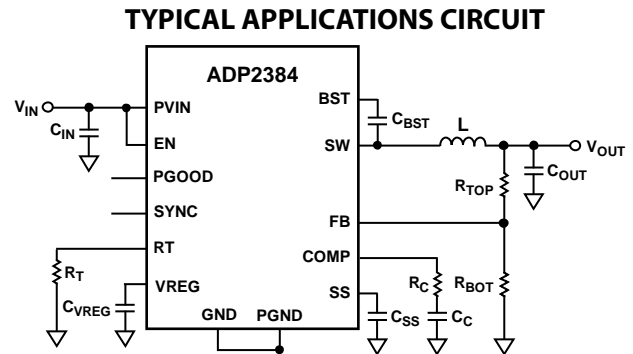 TYPICAL APPLICATIONS CIRCUIT
ADP2384
VIN
CIN
PVIN
EN
PGOOD
SYNC
RT
VREG
RT
CVREG
GND
PGND
BST
SW
FB
COMP
SS
CBST
L
VOUT
COUT
RTOP
RBOT
RC
CC
CSS